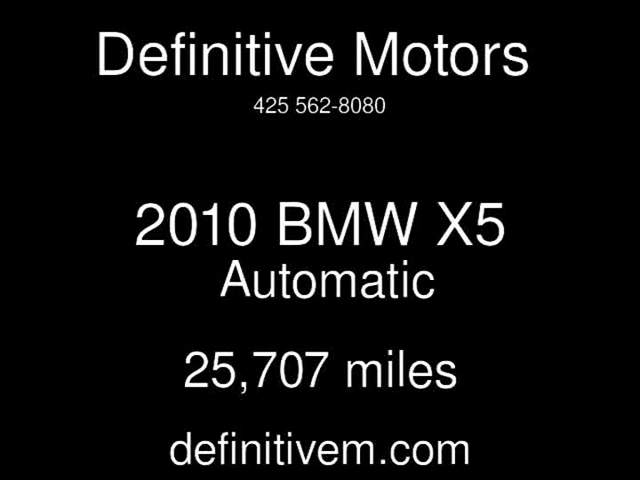 Definitive Motors
425 562-8080
2010 BMW X5
Automatic
25,707 miles
definitivem.com